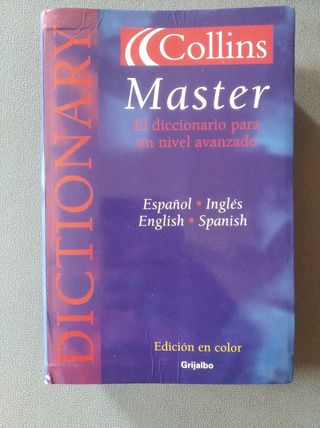 DICTIONARY
Collins
Master
El diccionario para
un nivel avanzado
Español • Inglés
English • Spanish
Edición en color
Grijalbo